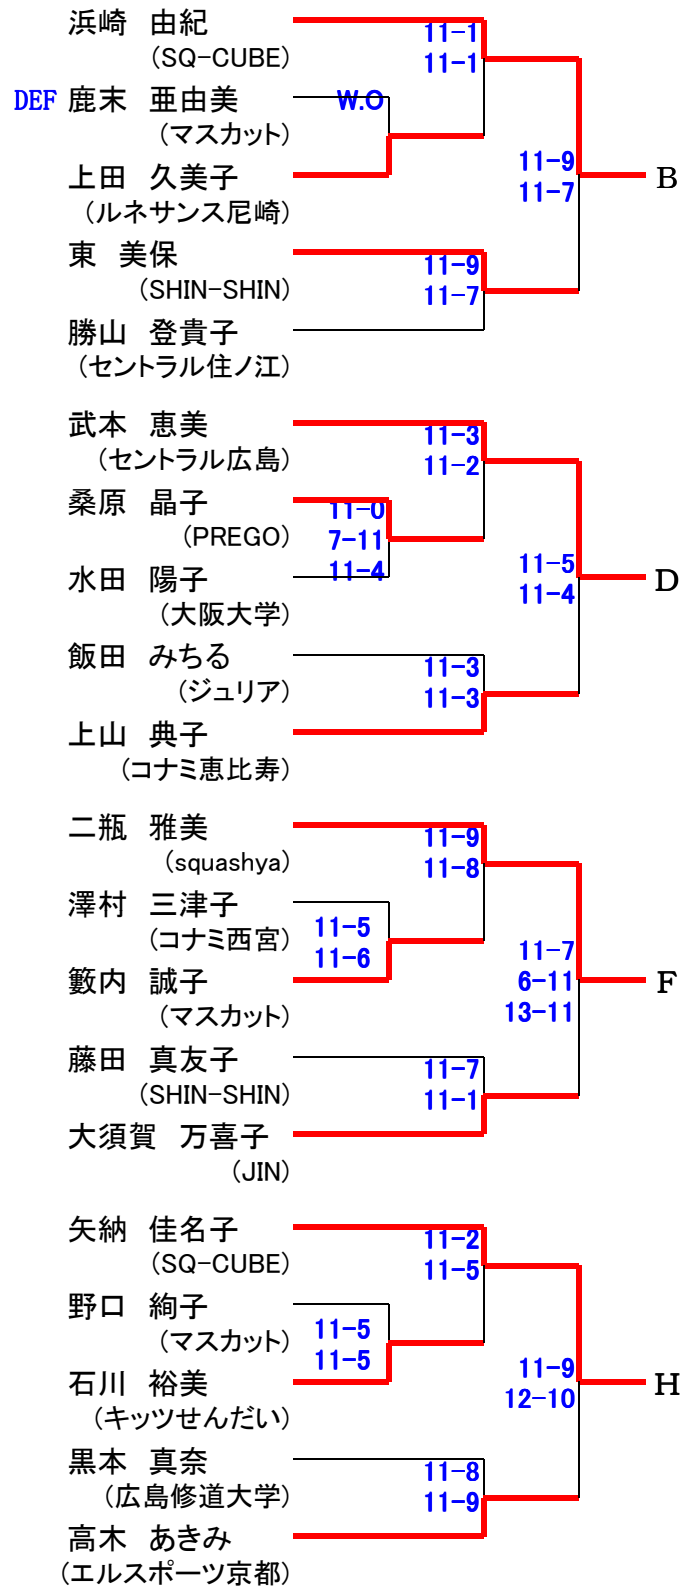 浜崎 由紀
(SQ-CUBE)
11-1
11-1
DEF 鹿末 亜由美
(マスカット)
W.O
上田 久美子
(ルネサンス尼崎)
11-9
11-7
B
東 美保
(SHIN-SHIN)
11-9
11-7
勝山 登貴子
(セントラル住ノ江)
武本 恵美
(セントラル広島)
11-3
11-2
桑原 晶子
(PREGO)
11-0
7-11
11-4
水田 陽子
(大阪大学)
11-5
11-4
D
飯田 みちる
(ジュリア)
11-3
11-3
上山 典子
(コナミ恵比寿)
二瓶 雅美
(squashya)
11-9
11-8
澤村 三津子
(コナミ西宮)
11-5
11-6
籔内 誠子
(マスカット)
11-7
6-11
13-11
F
藤田 真友子
(SHIN-SHIN)
11-7
11-1
大須賀 万喜子
(JIN)
矢納 佳名子
(SQ-CUBE)
11-2
11-5
野口 絢子
(マスカット)
11-5
11-5
石川 裕美
(キッツせんだい)
11-9
12-10
H
黒本 真奈
(広島修道大学)
11-8
11-9
高木 あきみ
(エルスポーツ京都)